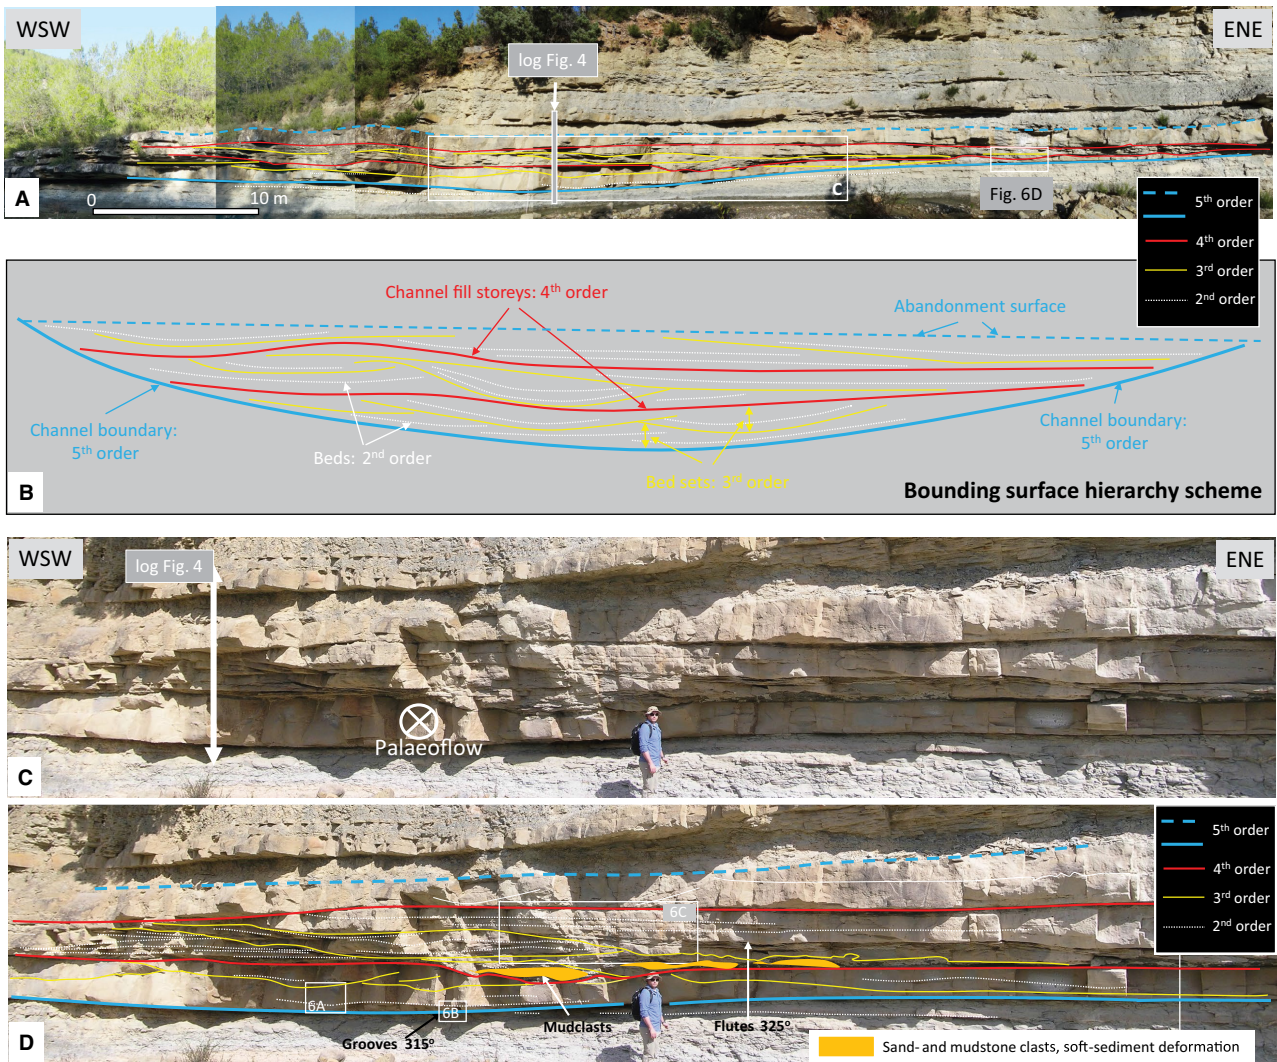 WSW
ENE
log Fig. 4
C
Fig. 6D
A
0
10 m
5th order
4th order
3rd order
2nd order
Channel fill storeys: 4th order
Abandonment surface
Channel boundary:
5th order
Beds: 2nd order
Bed sets: 3rd order
Channel boundary:
5th order
B
Bounding surface hierarchy scheme
WSW
log Fig. 4
ENE
Palaeoflow
C
5th order
4th order
3rd order
2nd order
6C
6A
6B
Mudclasts
Flutes 325o
Grooves 315o
D
Sand- and mudstone clasts, soft-sediment deformation